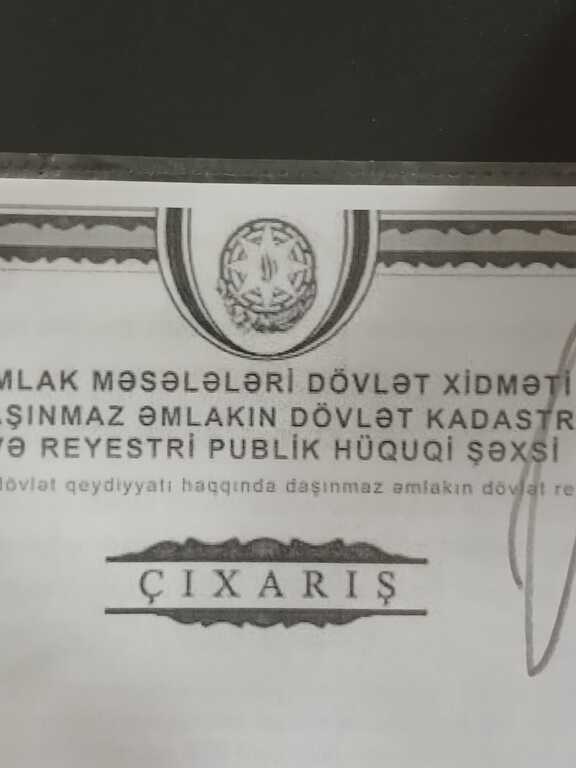 MLAK MƏSƏLƏLƏRİ DÖVLƏT XİDMƏTİ
AŞINMAZ ƏMLAKIN DÖVLƏT KADASTR
VƏ REYESTRİ PUBLİK HÜQUQİ ŞƏXSİ
dövlət qeydiyyatı haqqında daşınmaz əmlakın dövlət re
ÇIXARIŞ